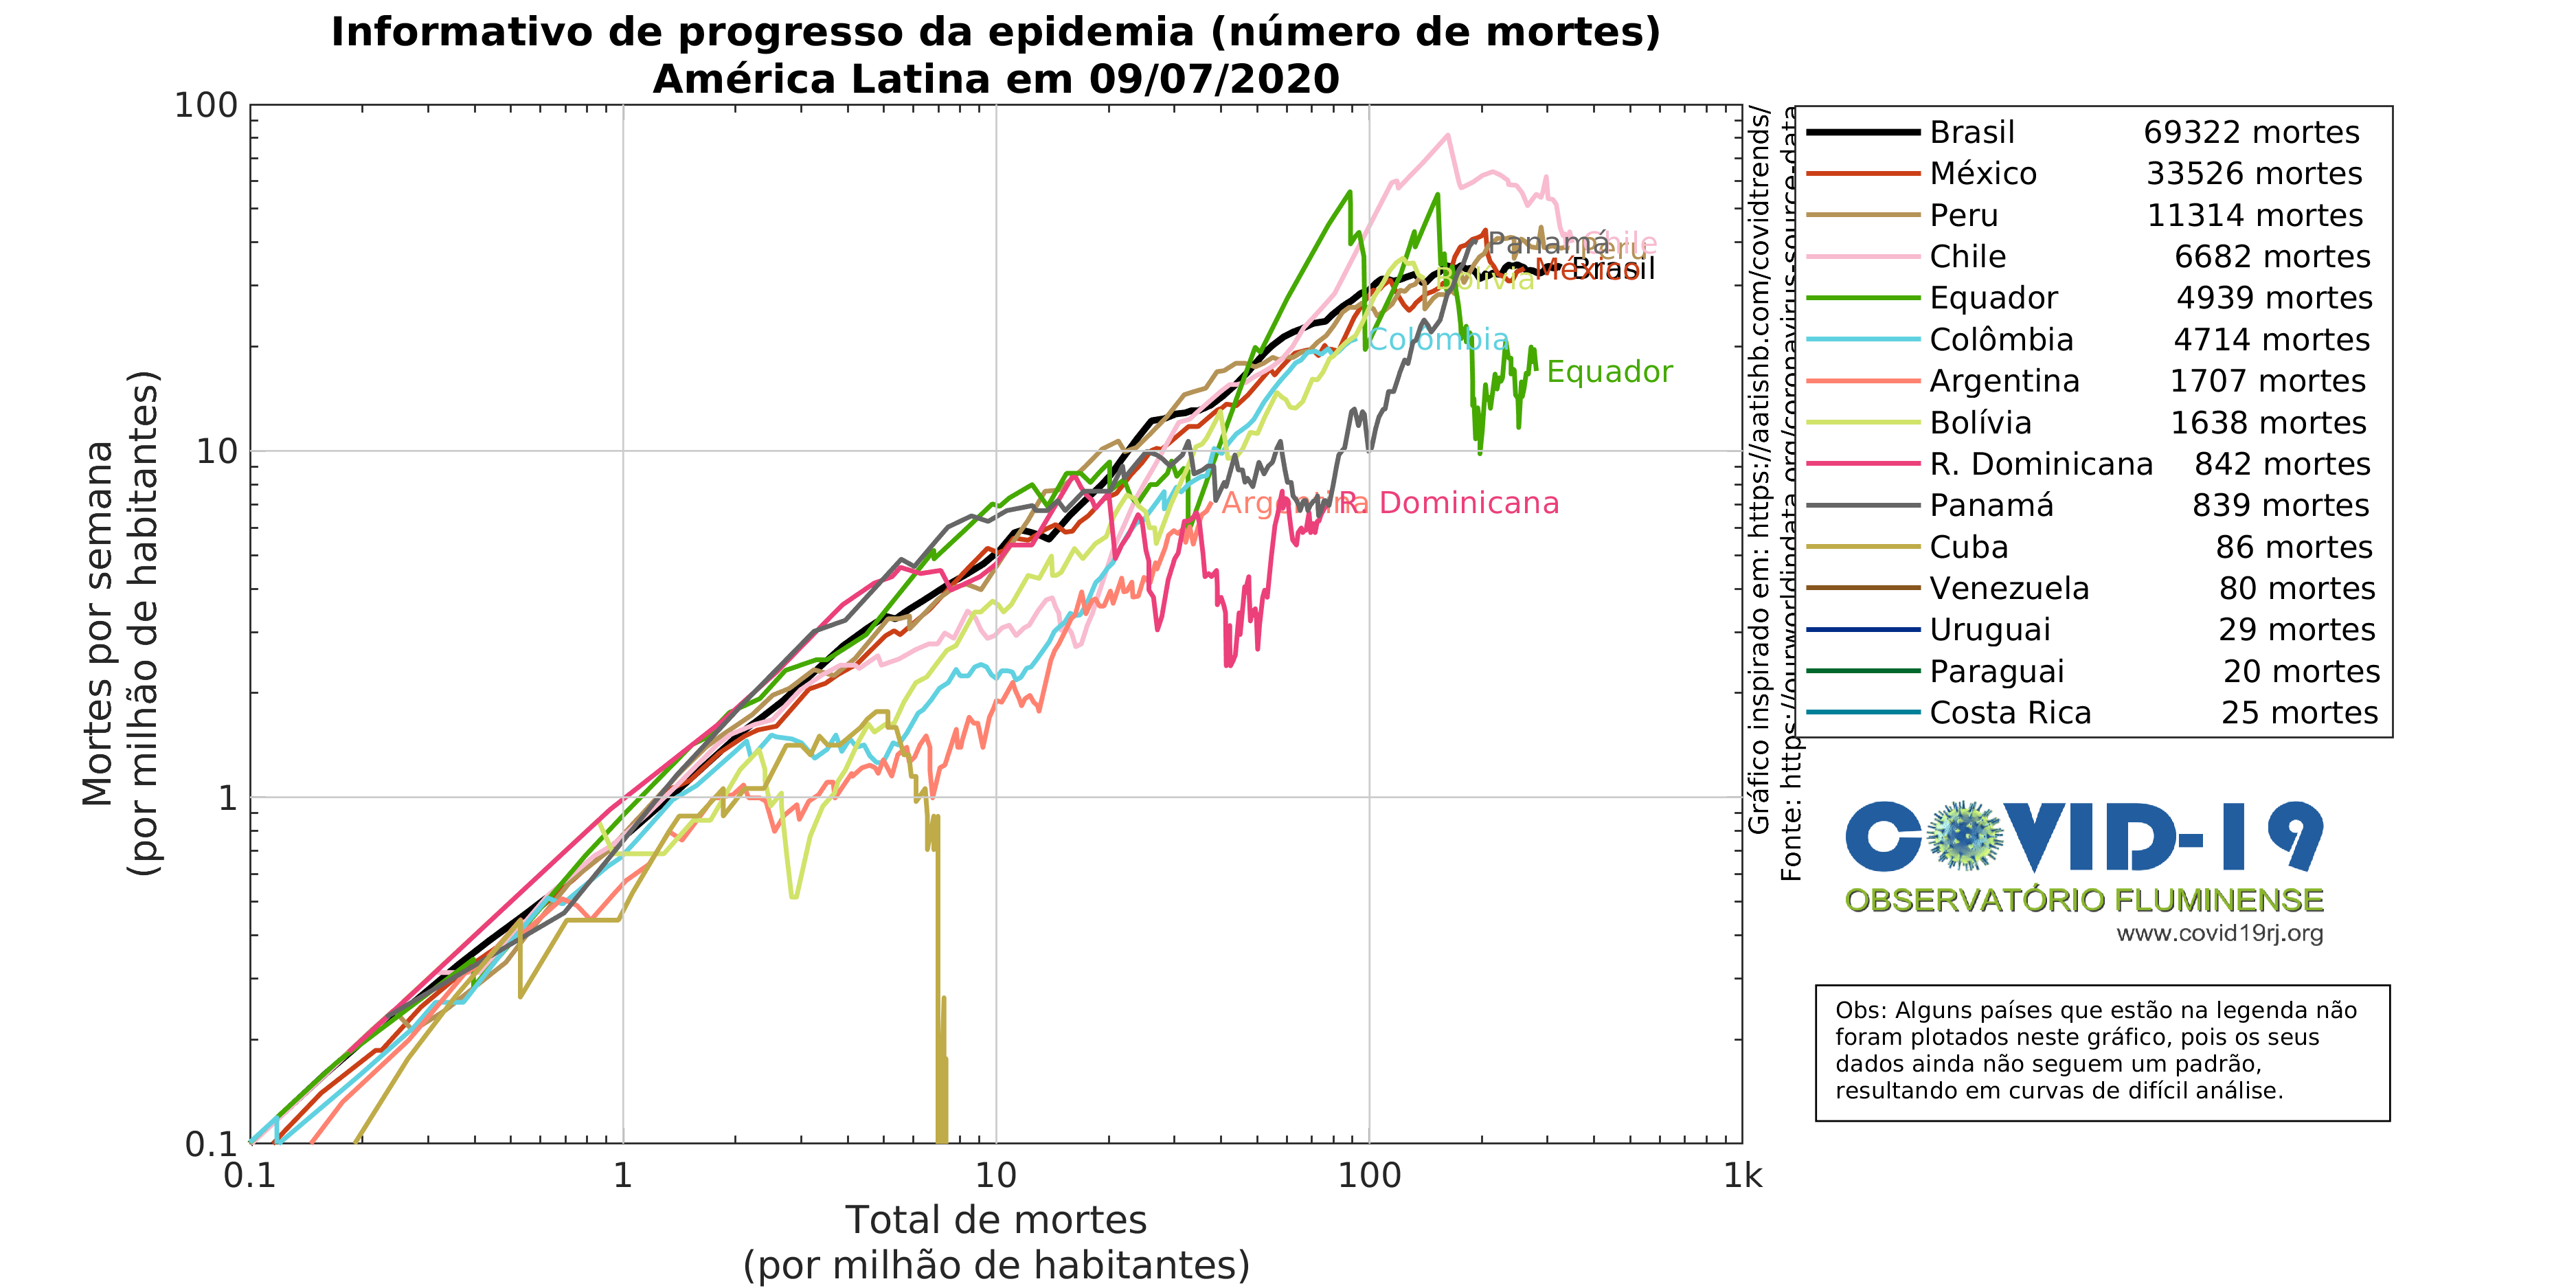 Informativo de progresso da epidemia (número de mortes)
América Latina em 09/07/2020
100
10
1
0.1
Mortes por semana
(por milhão de habitantes)
0.1
1
10
100
1k
Total de mortes
(por milhão de habitantes)
Panamá
Chile
Peru
México
Brasil
Bolívia
Colômbia
Equador
Argentina
R. Dominicana
Gráfico inspirado em: https://aatishb.com/covidtrends/
Fonte: https://ourworldindata.org/coronavirus-source-data
Brasil 69322 mortes
México 33526 mortes
Peru 11314 mortes
Chile 6682 mortes
Equador 4939 mortes
Colômbia 4714 mortes
Argentina 1707 mortes
Bolívia 1638 mortes
R. Dominicana 842 mortes
Panamá 839 mortes
Cuba 86 mortes
Venezuela 80 mortes
Uruguai 29 mortes
Paraguai 20 mortes
Costa Rica 25 mortes
COVID-19
OBSERVATÓRIO FLUMINENSE
www.covid19rj.org
Obs: Alguns países que estão na legenda não
foram plotados neste gráfico, pois os seus
dados ainda não seguem um padrão,
resultando em curvas de difícil análise.